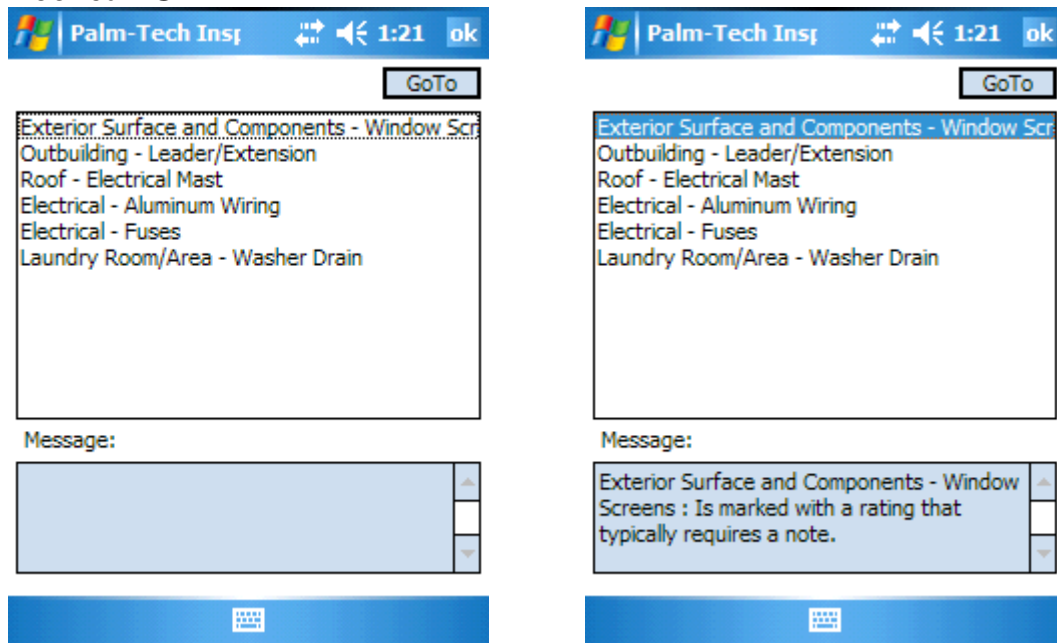 Palm-Tech Insp 1:21 ok
GoTo
Exterior Surface and Components - Window Scr
Outbuilding - Leader/Extension
Roof - Electrical Mast
Electrical - Aluminum Wiring
Electrical - Fuses
Laundry Room/Area - Washer Drain
Message:
Palm-Tech Insp 1:21 ok
GoTo
Exterior Surface and Components - Window Scr
Outbuilding - Leader/Extension
Roof - Electrical Mast
Electrical - Aluminum Wiring
Electrical - Fuses
Laundry Room/Area - Washer Drain
Message:
Exterior Surface and Components - Window
Screens : Is marked with a rating that
typically requires a note.